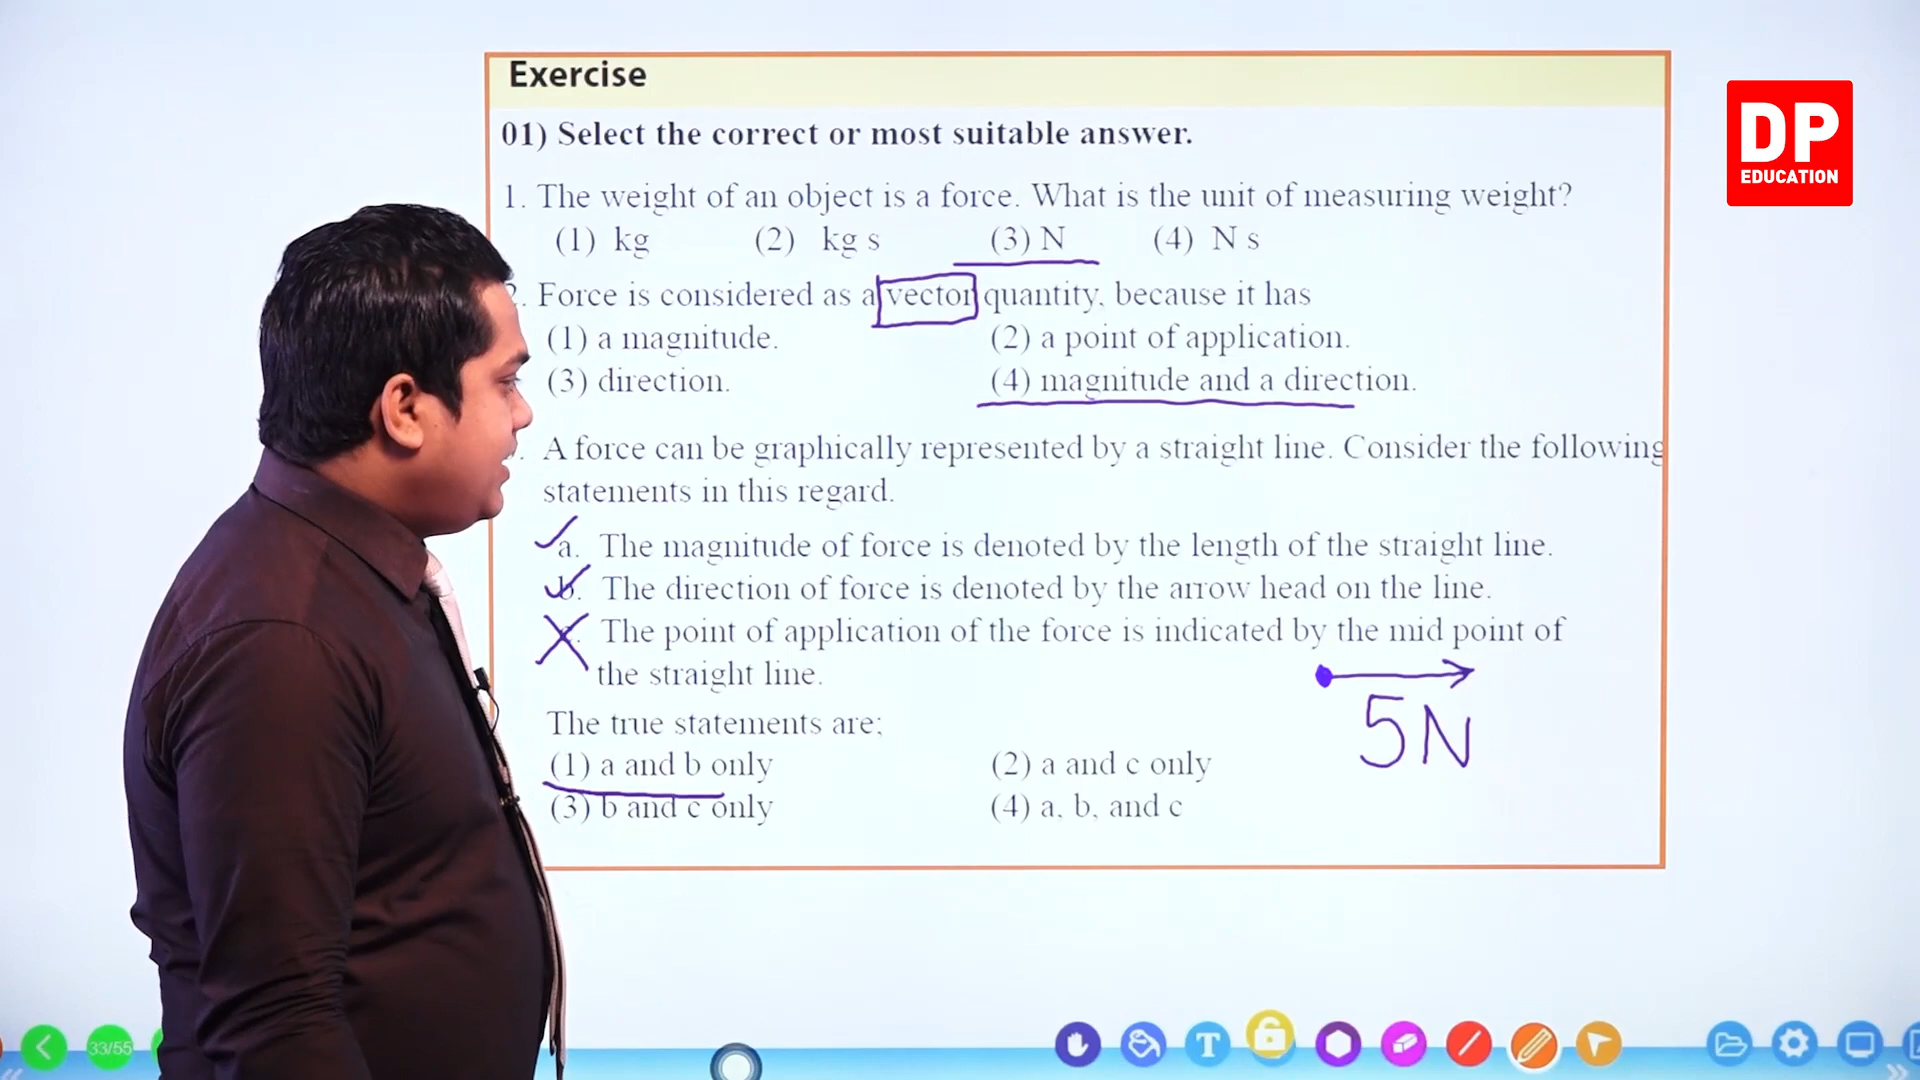 Exercise
01) Select the correct or most suitable answer.
1. The weight of an object is a force. What is the unit of measuring weight?
(1) kg (2) kg s (3) N (4) N s
. Force is considered as a vector quantity, because it has
(1) a magnitude. (2) a point of application.
(3) direction. (4) magnitude and a direction.
. A force can be graphically represented by a straight line. Consider the following
statements in this regard.
a. The magnitude of force is denoted by the length of the straight line.
b. The direction of force is denoted by the arrow head on the line.
The point of application of the force is indicated by the mid point of
the straight line.
5N
The true statements are;
(1) a and b only (2) a and c only
(3) b and c only (4) a, b, and c
DP
EDUCATION
33/55
T